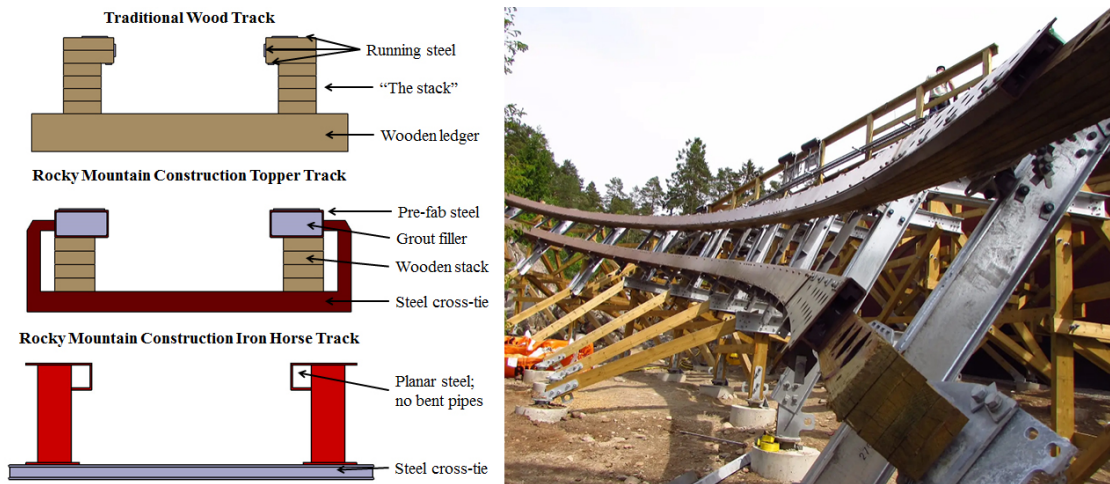 Traditional Wood Track
Running steel
“The stack”
Wooden ledger
Rocky Mountain Construction Topper Track
Pre-fab steel
Grout filler
Wooden stack
Steel cross-tie
Rocky Mountain Construction Iron Horse Track
Planar steel;
no bent pipes
Steel cross-tie
27